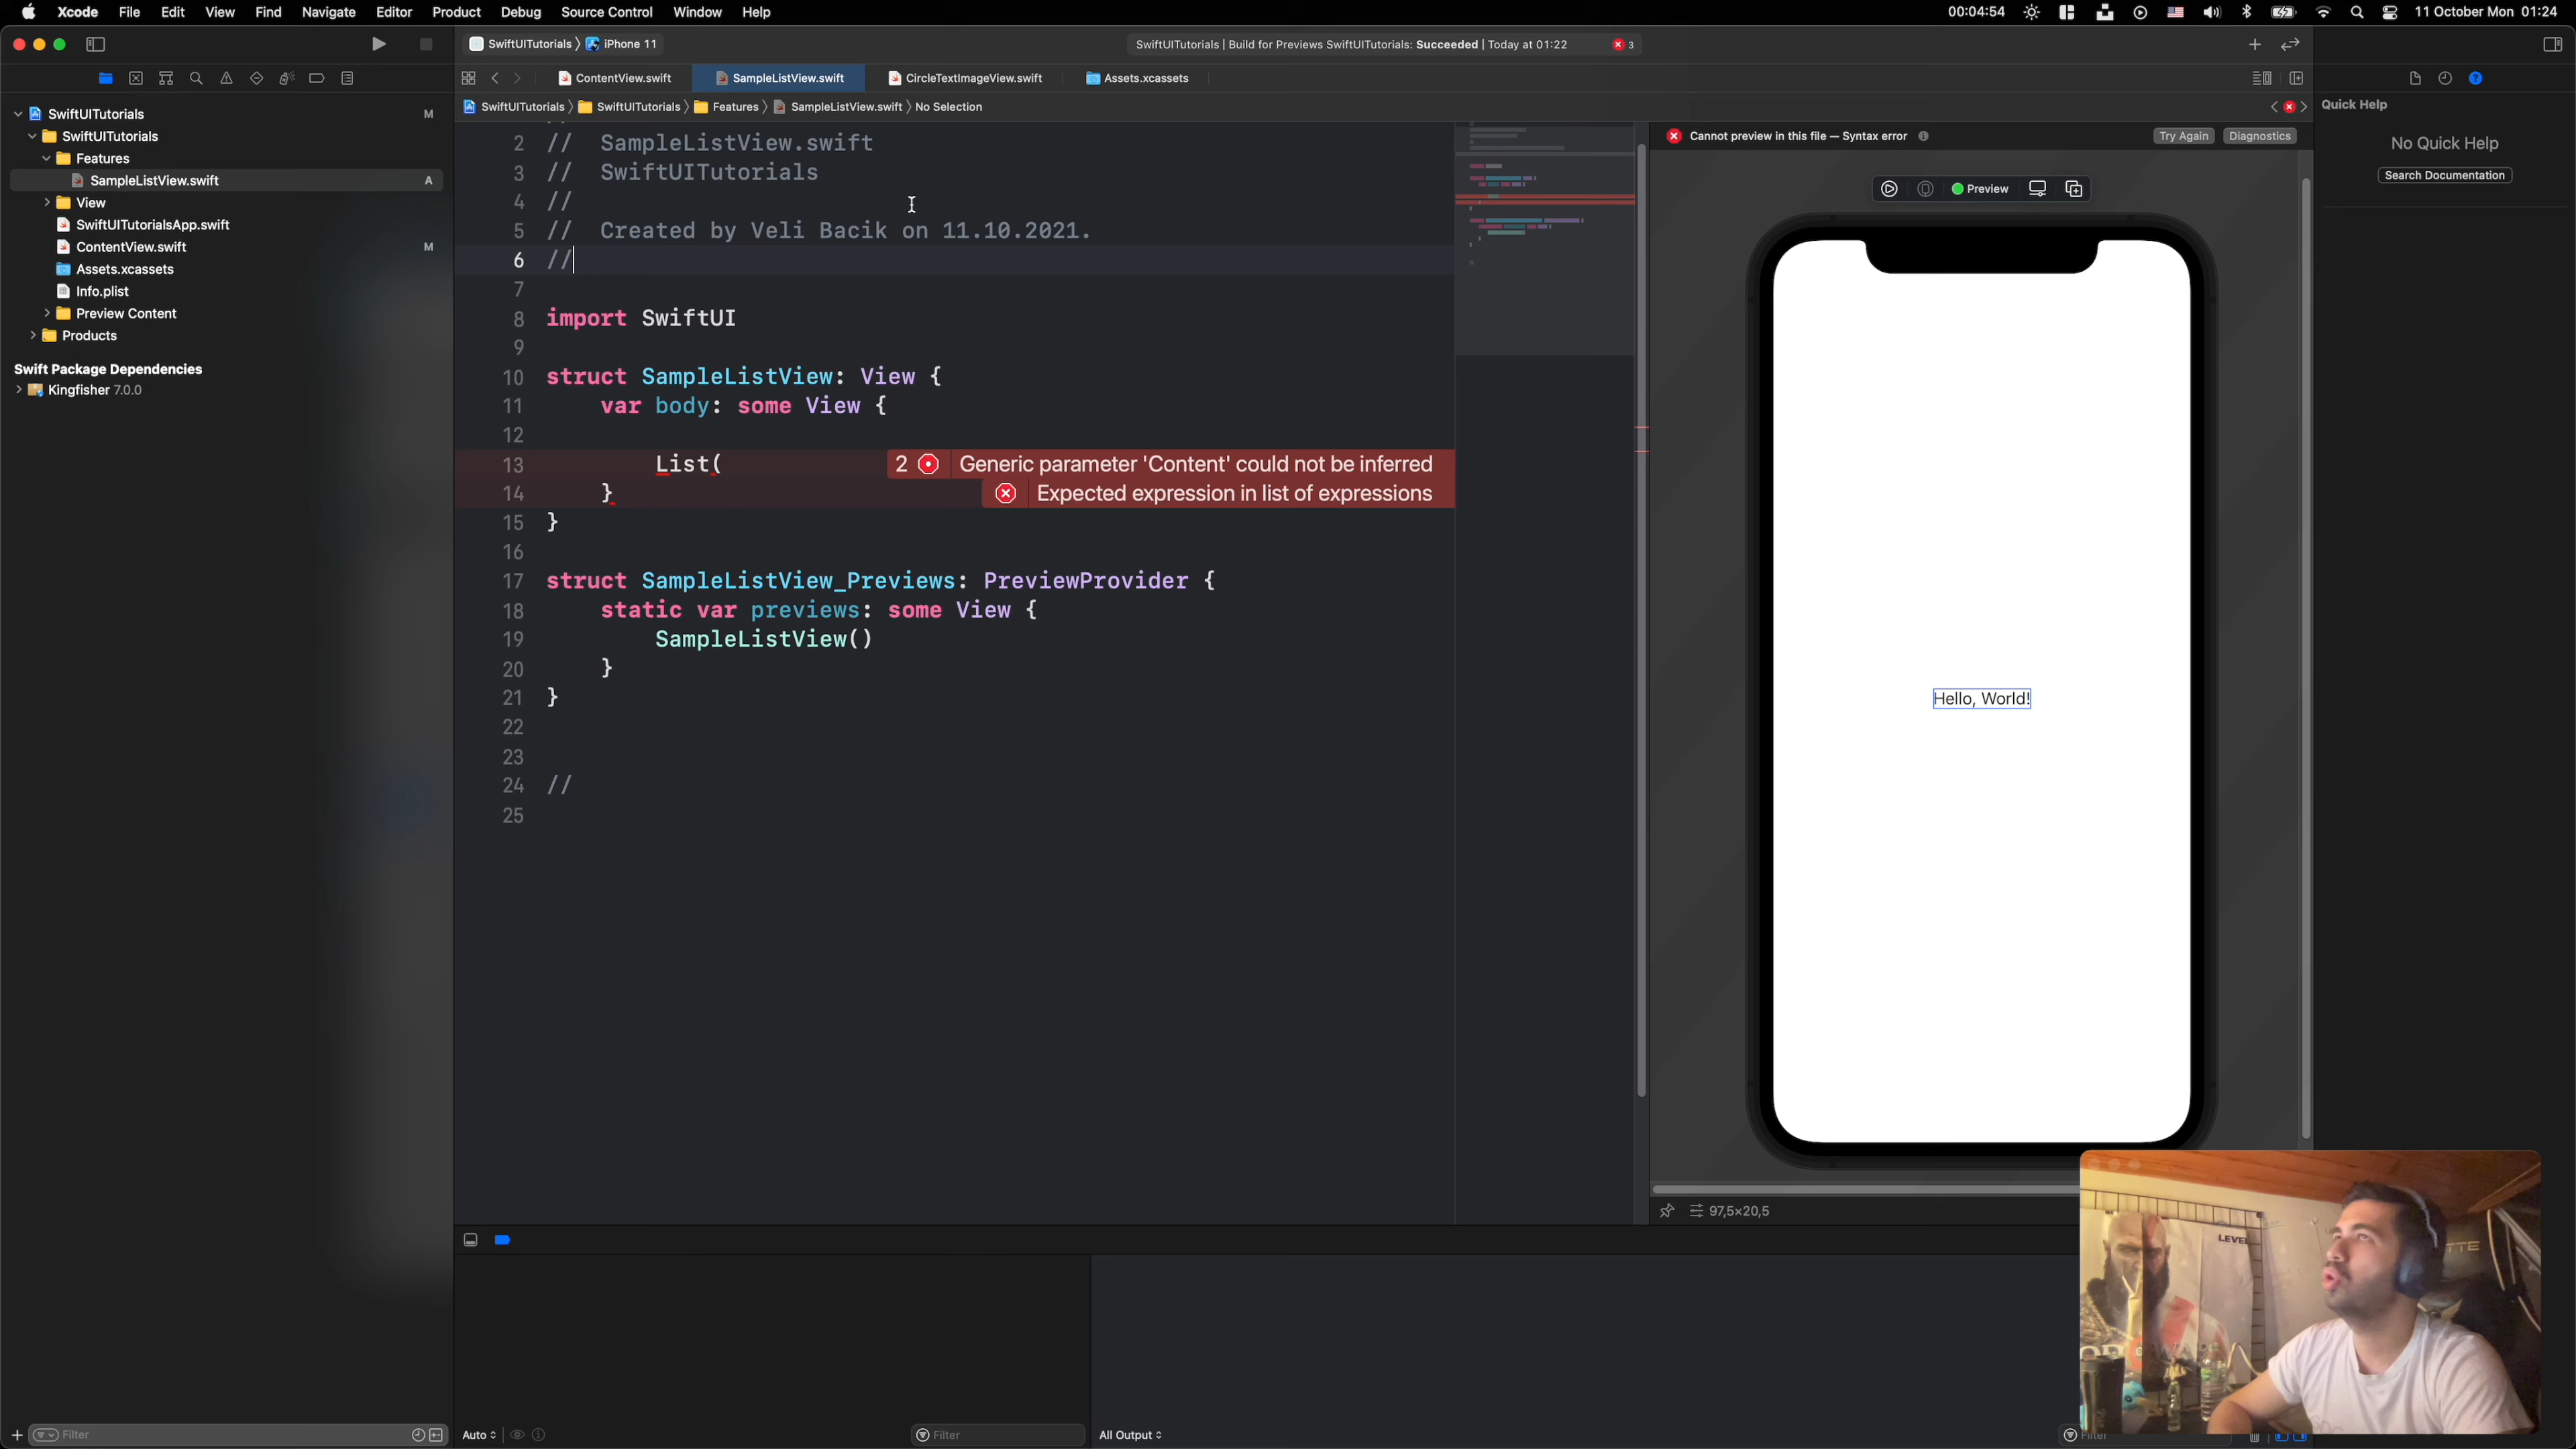 Xcode File Edit View Find Navigate Editor Product Debug Source Control Window Help
00:04:54 11 October Mon 01:24
SwiftUITutorials iPhone 11
SwiftUITutorials | Build for Previews SwiftUITutorials: Succeeded | Today at 01:22 3
ContentView.swift SampleListView.swift CircleTextImageView.swift Assets.xcassets
SwiftUITutorials SwiftUITutorials Features SampleListView.swift No Selection
SwiftUITutorials M
SwiftUITutorials
Features
SampleListView.swift A
View
SwiftUITutorialsApp.swift
ContentView.swift M
Assets.xcassets
Info.plist
Preview Content
Products
Swift Package Dependencies
Kingfisher 7.0.0
2 // SampleListView.swift
3 // SwiftUITutorials
4 //
5 // Created by Veli Bacik on 11.10.2021.
6 //
7
8 import SwiftUI
9
10 struct SampleListView: View {
11 var body: some View {
12
13 List( 2 Generic parameter 'Content' could not be inferred
14 } Expected expression in list of expressions
15 }
16
17 struct SampleListView_Previews: PreviewProvider {
18 static var previews: some View {
19 SampleListView()
20 }
21 }
22
23
24 //
25
Cannot preview in this file — Syntax error Try Again Diagnostics
Preview
Hello, World!
97,5×20,5
Quick Help
No Quick Help
Search Documentation
LEVEL
Filter
Auto
Filter
All Output
Filter